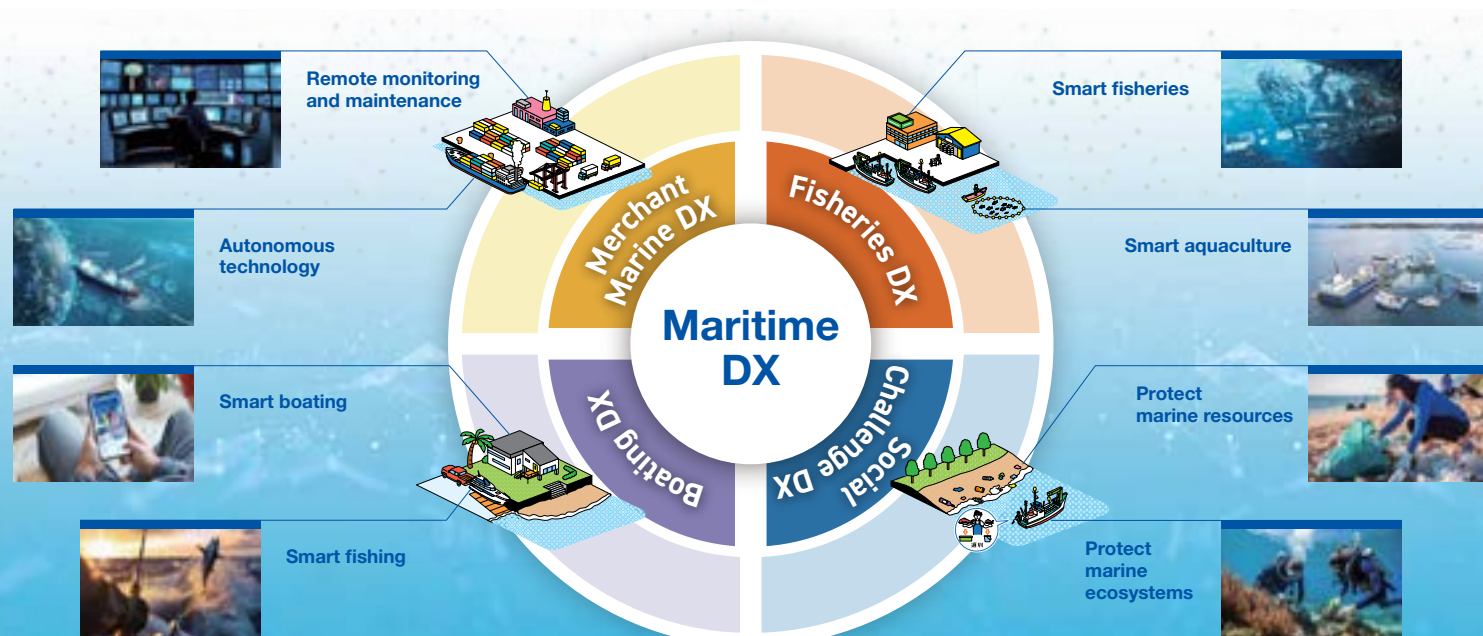 Remote monitoring
and maintenance
Autonomous
technology
Smart boating
Smart fishing
Merchant
Marine DX
Fisheries DX
Maritime
DX
Boating DX
Social
Challenge DX
Smart fisheries
Smart aquaculture
Protect
marine resources
Protect
marine
ecosystems